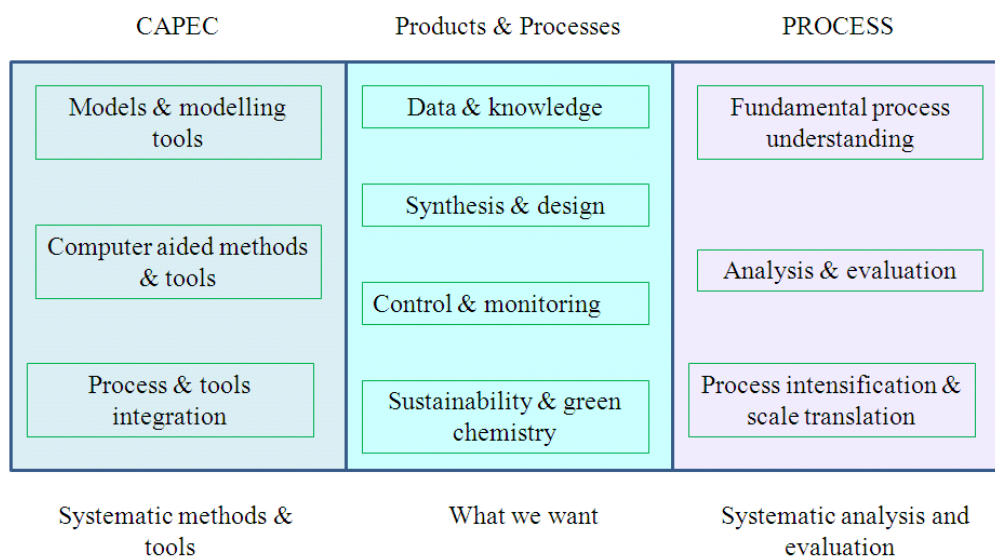 CAPEC
Products & Processes
PROCESS
Models & modelling
tools
Computer aided methods
& tools
Process & tools
integration
Data & knowledge
Synthesis & design
Control & monitoring
Sustainability & green
chemistry
Fundamental process
understanding
Analysis & evaluation
Process intensification &
scale translation
Systematic methods &
tools
What we want
Systematic analysis and
evaluation